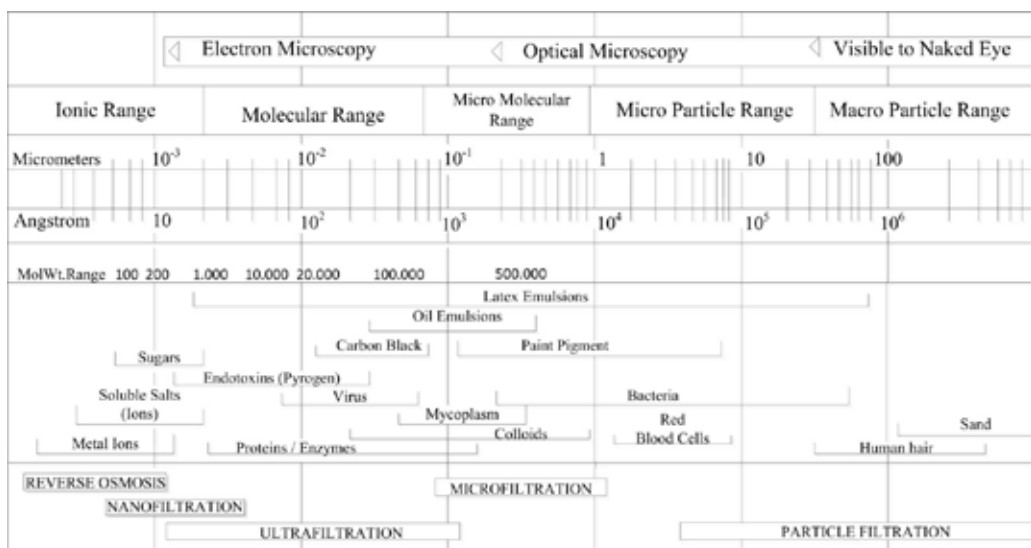 Electron Microscopy Optical Microscopy Visible to Naked Eye
Ionic Range Molecular Range Micro Molecular Range Micro Particle Range Macro Particle Range
Micrometers 10⁻³ 10⁻² 10⁻¹ 1 10 100
Angstrom 10 10² 10³ 10⁴ 10⁵ 10⁶
MolWt.Range 100 200 1.000 10.000 20.000 100.000 500.000
Latex Emulsions
Oil Emulsions
Carbon Black Paint Pigment
Sugars
Endotoxins (Pyrogen)
Soluble Salts (Ions) Virus Bacteria
Mycoplasm Red Blood Cells Sand
Colloids
Metal Ions Proteins / Enzymes Human hair
REVERSE OSMOSIS MICROFILTRATION
NANOFILTRATION
ULTRAFILTRATION PARTICLE FILTRATION